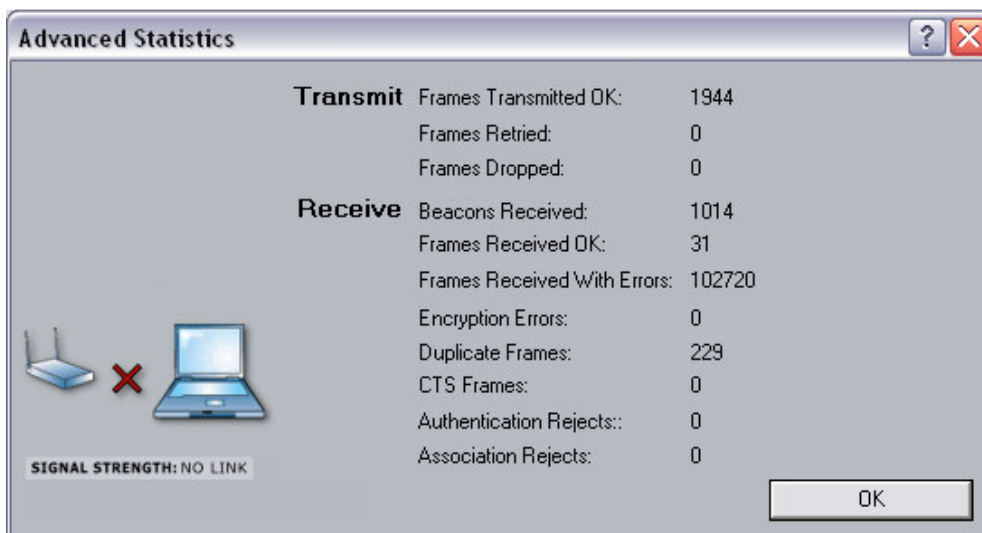 Advanced Statistics
Transmit Frames Transmitted OK: 1944
Frames Retried: 0
Frames Dropped: 0
Receive Beacons Received: 1014
Frames Received OK: 31
Frames Received With Errors: 102720
Encryption Errors: 0
Duplicate Frames: 229
CTS Frames: 0
Authentication Rejects:: 0
Association Rejects: 0
SIGNAL STRENGTH: NO LINK
OK